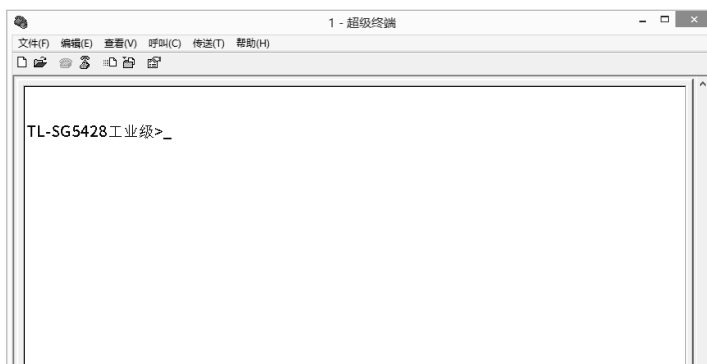 1 - 超级终端
文件(F) 编辑(E) 查看(V) 呼叫(C) 传送(T) 帮助(H)
TL-SG5428工业级>_